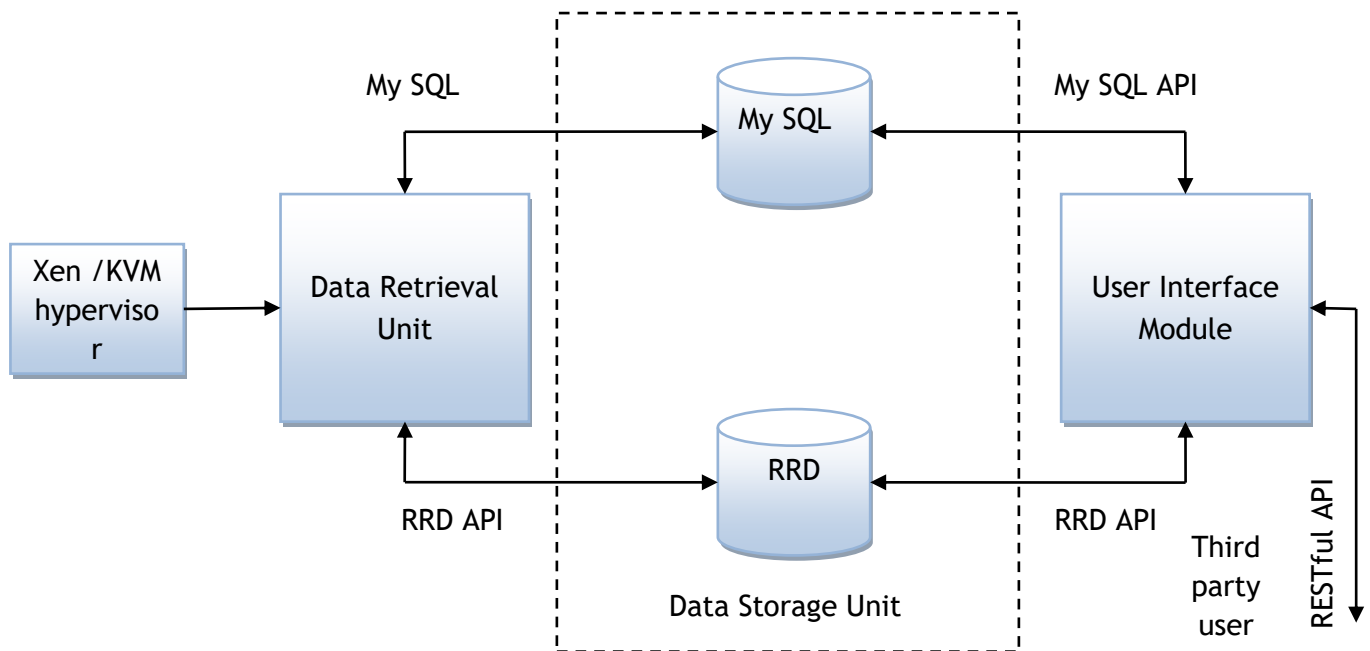 My SQL
My SQL
My SQL API
Xen /KVM
hyperviso
r
Data Retrieval
Unit
User Interface
Module
RRD
RRD API
RRD API
Third
party
user
RESTful API
Data Storage Unit